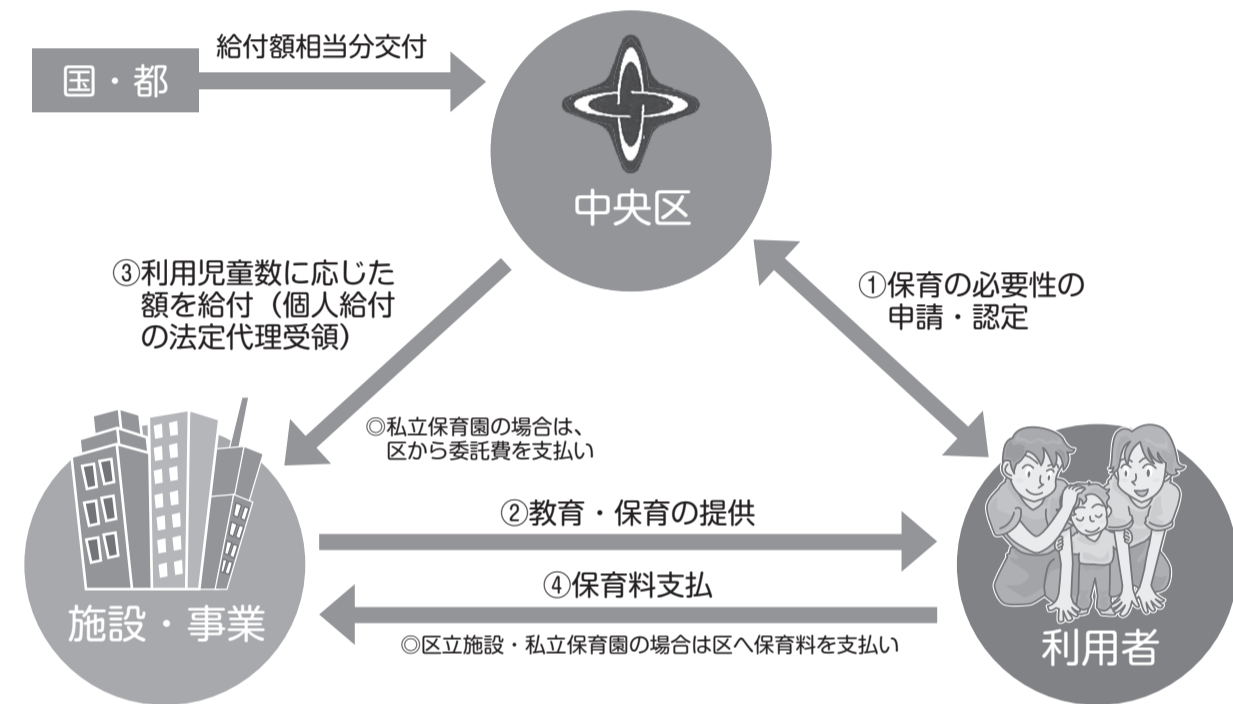 給付額相当分交付
国・都
中央区
③利用児童数に応じた
額を給付（個人給付
の法定代理受領）
①保育の必要性の
申請・認定
◎私立保育園の場合は、
区から委託費を支払い
②教育・保育の提供
④保育料支払
◎区立施設・私立保育園の場合は区へ保育料を支払い
施設・事業
利用者